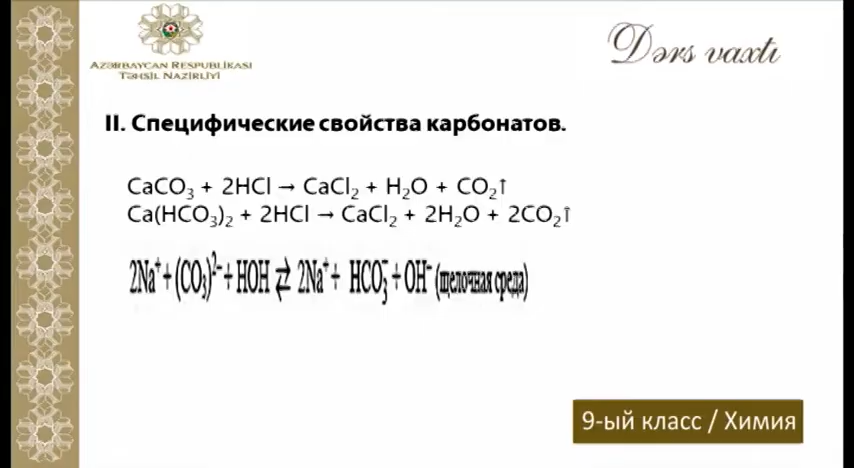 AZƏRBAYCAN RESPUBLİKASI
TƏHSİL NAZİRLİYİ
Dərs vaxtı
II. Специфические свойства карбонатов.
CaCO₃ + 2HCl → CaCl₂ + H₂O + CO₂↑
Ca(HCO₃)₂ + 2HCl → CaCl₂ + 2H₂O + 2CO₂↑
2Na⁺+(CO₃)²⁻+HOH ⇄ 2Na⁺+ HCO₃⁻+OH⁻ (щелочная среда)
9-ый класс / Химия